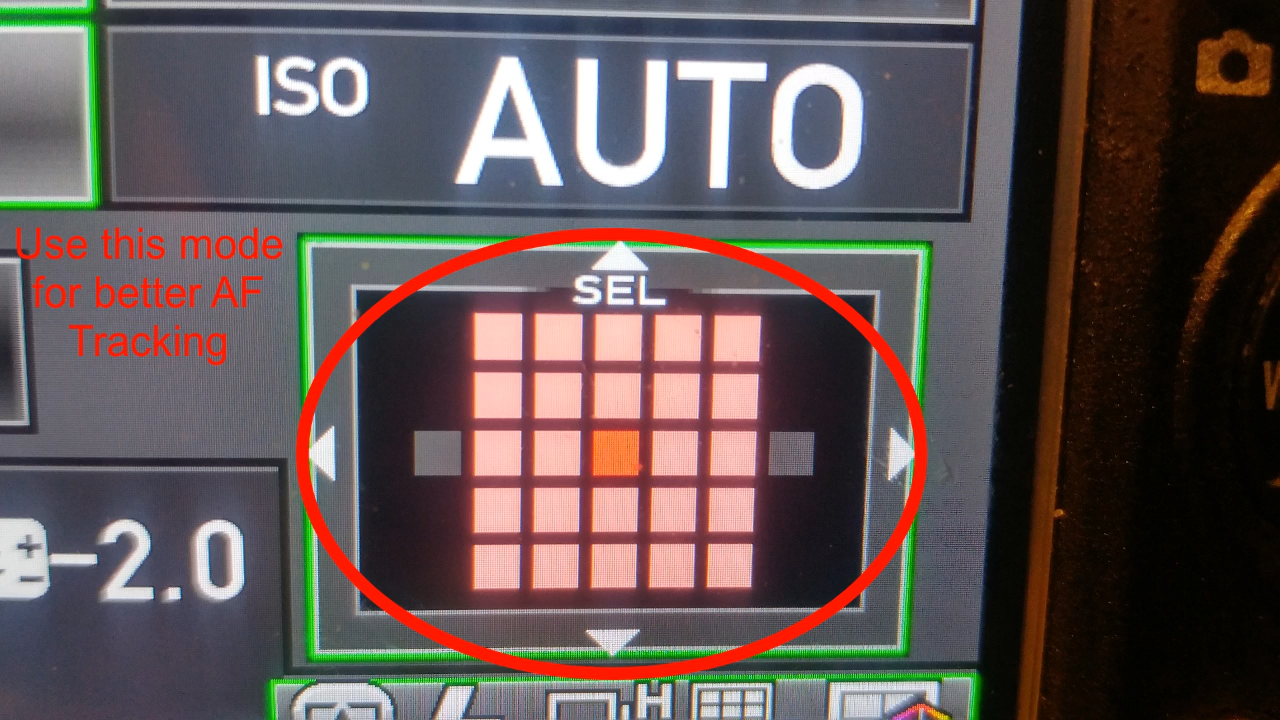 ISO AUTO
Use this mode
for better AF
Tracking
SEL
-2.0
H